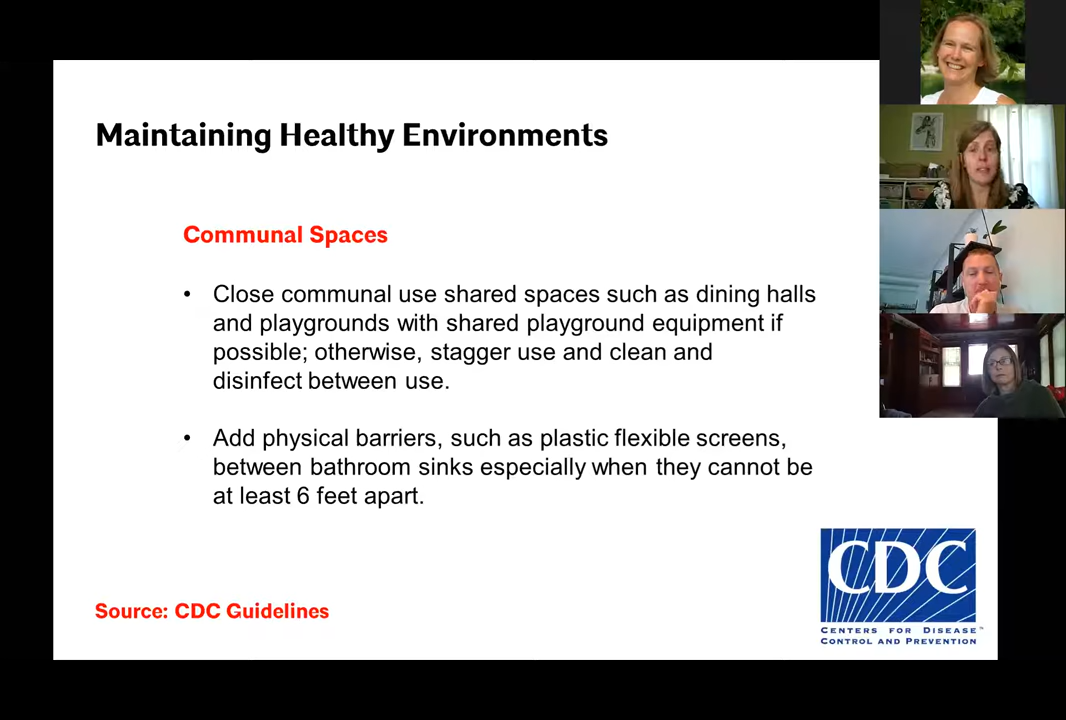 Maintaining Healthy Environments
Communal Spaces
• Close communal use shared spaces such as dining halls
and playgrounds with shared playground equipment if
possible; otherwise, stagger use and clean and
disinfect between use.
• Add physical barriers, such as plastic flexible screens,
between bathroom sinks especially when they cannot be
at least 6 feet apart.
Source: CDC Guidelines
CDC
CENTERS FOR DISEASE™
CONTROL AND PREVENTION